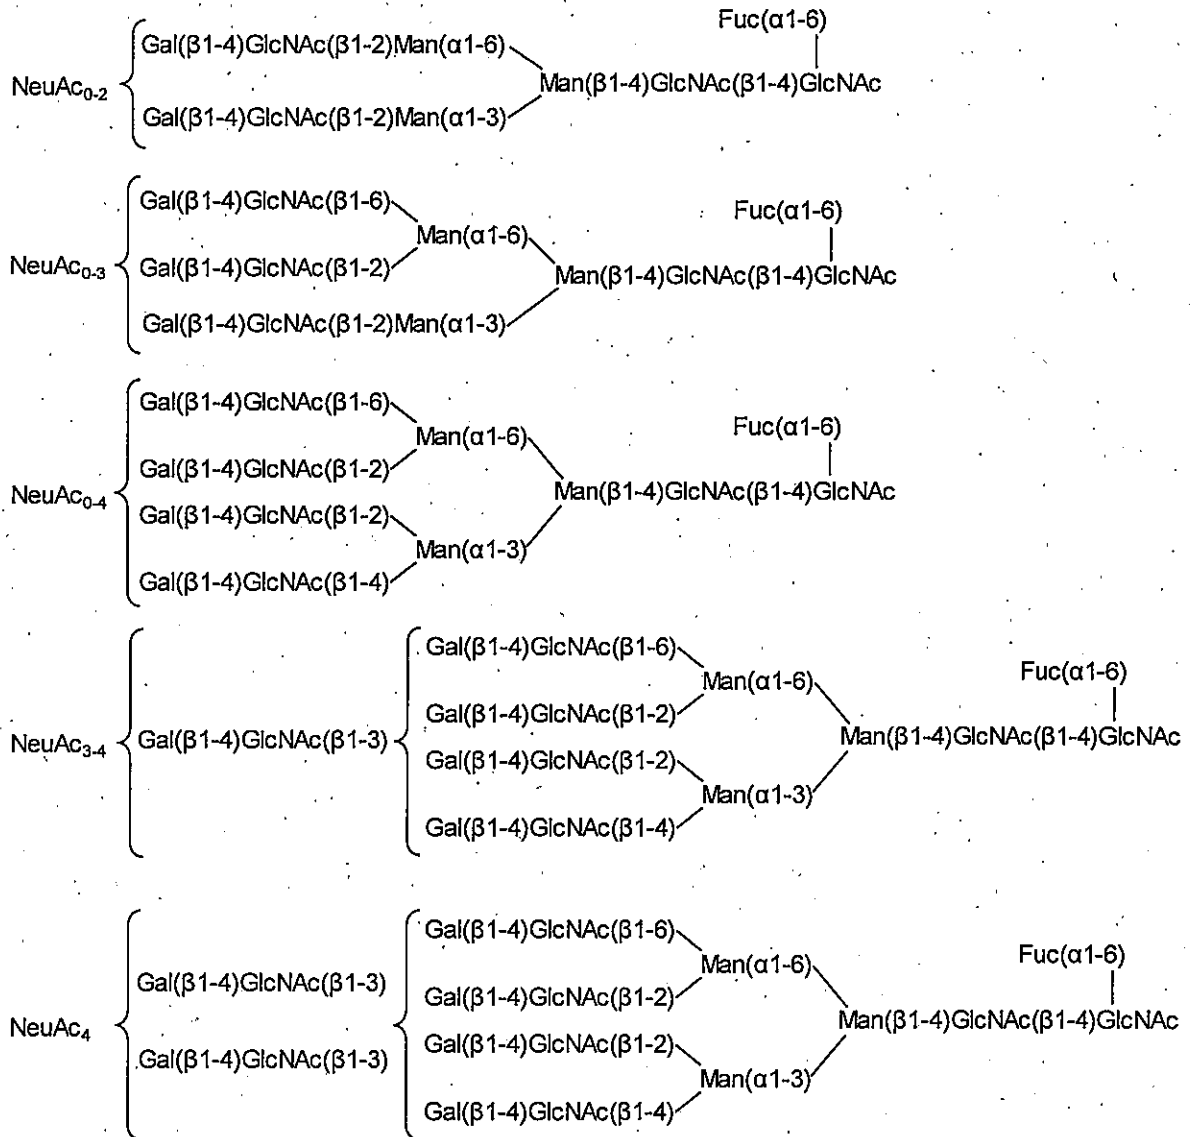 Fuc(α1-6)
Gal(β1-4)GlcNAc(β1-2)Man(α1-6)
NeuAc0-2 Man(β1-4)GlcNAc(β1-4)GlcNAc
Gal(β1-4)GlcNAc(β1-2)Man(α1-3)
Gal(β1-4)GlcNAc(β1-6) Fuc(α1-6)
Man(α1-6)
NeuAc0-3 Gal(β1-4)GlcNAc(β1-2) Man(β1-4)GlcNAc(β1-4)GlcNAc
Gal(β1-4)GlcNAc(β1-2)Man(α1-3)
Gal(β1-4)GlcNAc(β1-6)
Man(α1-6) Fuc(α1-6)
Gal(β1-4)GlcNAc(β1-2)
NeuAc0-4 Man(β1-4)GlcNAc(β1-4)GlcNAc
Gal(β1-4)GlcNAc(β1-2)
Man(α1-3)
Gal(β1-4)GlcNAc(β1-4)
Gal(β1-4)GlcNAc(β1-6)
Man(α1-6) Fuc(α1-6)
Gal(β1-4)GlcNAc(β1-2)
NeuAc3-4 Gal(β1-4)GlcNAc(β1-3) Man(β1-4)GlcNAc(β1-4)GlcNAc
Gal(β1-4)GlcNAc(β1-2)
Man(α1-3)
Gal(β1-4)GlcNAc(β1-4)
Gal(β1-4)GlcNAc(β1-6)
Man(α1-6) Fuc(α1-6)
Gal(β1-4)GlcNAc(β1-3) Gal(β1-4)GlcNAc(β1-2)
NeuAc4 Man(β1-4)GlcNAc(β1-4)GlcNAc
Gal(β1-4)GlcNAc(β1-3) Gal(β1-4)GlcNAc(β1-2)
Man(α1-3)
Gal(β1-4)GlcNAc(β1-4)